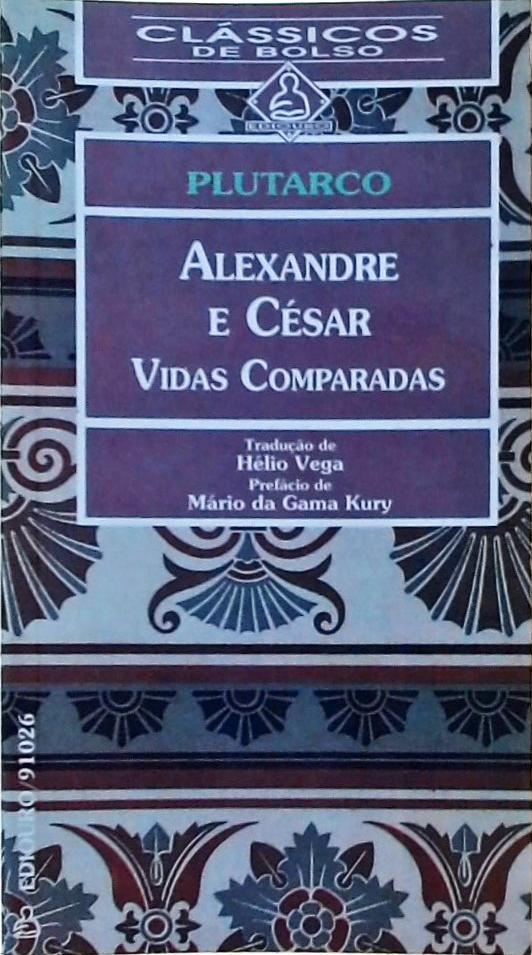 CLÁSSICOS
DE BOLSO
EDIOURO
PLUTARCO
ALEXANDRE
E CÉSAR
VIDAS COMPARADAS
Tradução de
Hélio Vega
Prefácio de
Mário da Gama Kury
EDIOURO/91026